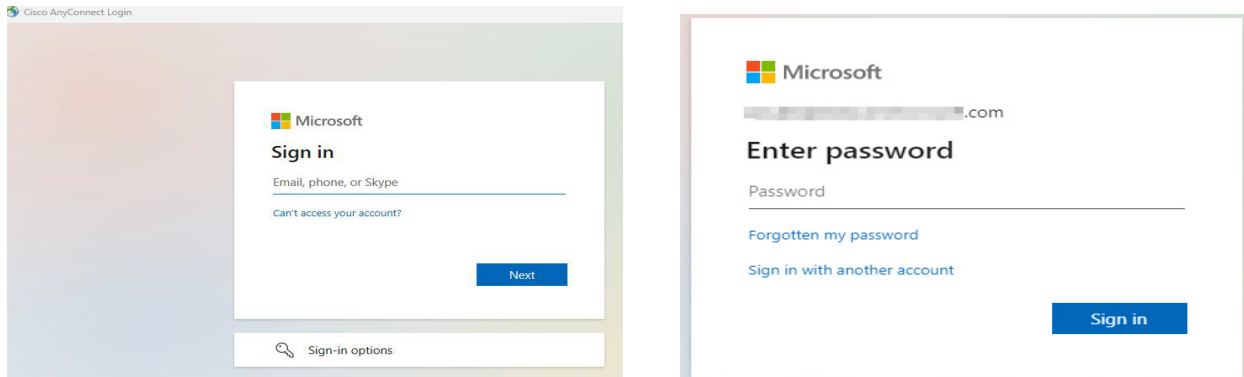 Cisco AnyConnect Login
Microsoft
Sign in
Email, phone, or Skype
Can't access your account?
Next
Sign-in options
Microsoft
.com
Enter password
Password
Forgotten my password
Sign in with another account
Sign in